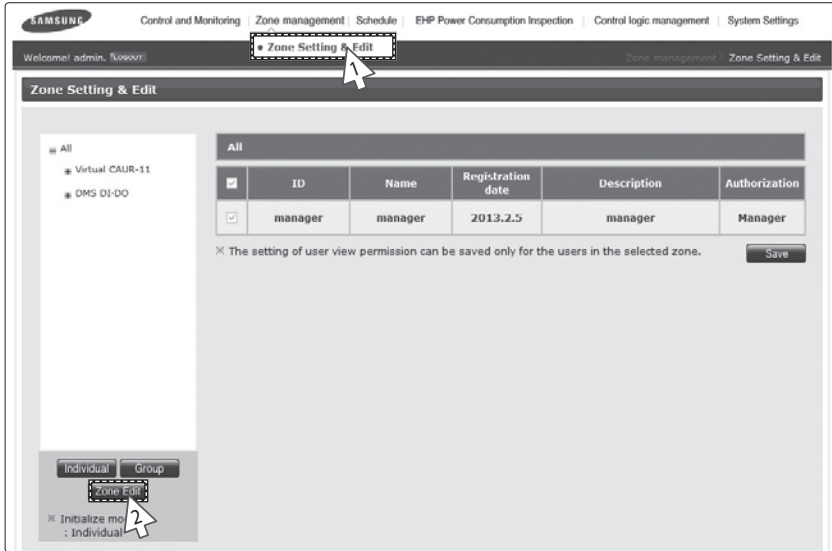 SAMSUNG
Control and Monitoring Zone management Schedule EHP Power Consumption Inspection Control logic management System Settings
Zone Setting & Edit
Welcome! admin. LOGOUT
Zone management > Zone Setting & Edit
Zone Setting & Edit
All
Virtual CAUR-11
DMS DI-DO
All
ID Name Registration date Description Authorization
manager manager 2013.2.5 manager Manager
※ The setting of user view permission can be saved only for the users in the selected zone.
Save
Individual Group
Zone Edit
※ Initialize
: Individual
1
2